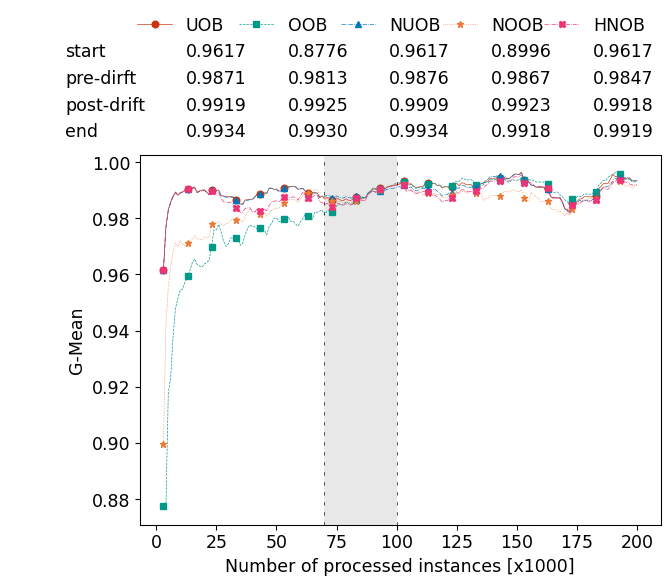 UOB OOB NUOB NOOB HNOB
start 0.9617 0.8776 0.9617 0.8996 0.9617
pre-dirft 0.9871 0.9813 0.9876 0.9867 0.9847
post-drift 0.9919 0.9925 0.9909 0.9923 0.9918
end 0.9934 0.9930 0.9934 0.9918 0.9919
1.00
0.98
0.96
0.94
0.92
0.90
0.88
G-Mean
0 25 50 75 100 125 150 175 200
Number of processed instances [x1000]